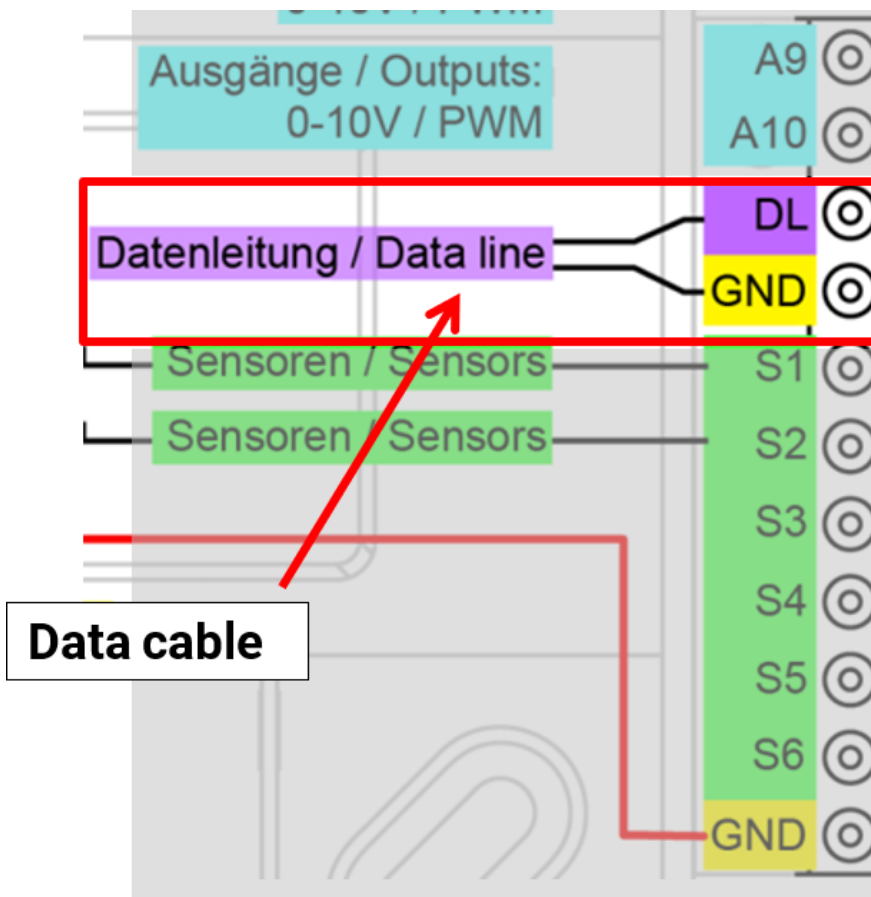 Ausgänge / Outputs:
0-10V / PWM
A9
A10
Datenleitung / Data line
DL
GND
Sensoren / Sensors
S1
Sensoren / Sensors
S2
S3
S4
Data cable
S5
S6
GND